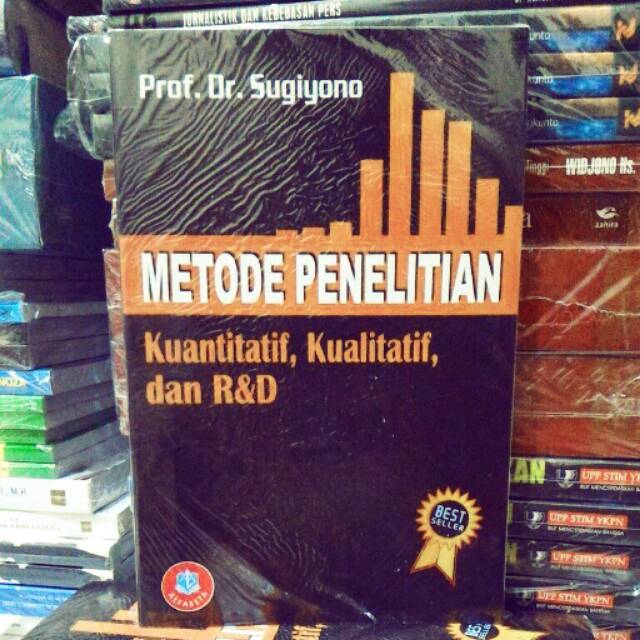 JURNALISTIK DAN KEBEBASAN PERS
Prof. Dr. Sugiyono
METODE PENELITIAN
Kuantitatif, Kualitatif,
dan R&D
BEST
SELLER
ALFABETA
WIDJONO Hs.
zahira
UPP STIM YKPN
UPP STIM YKPN
UPP STIM YKPN
UPP STIM YKPN